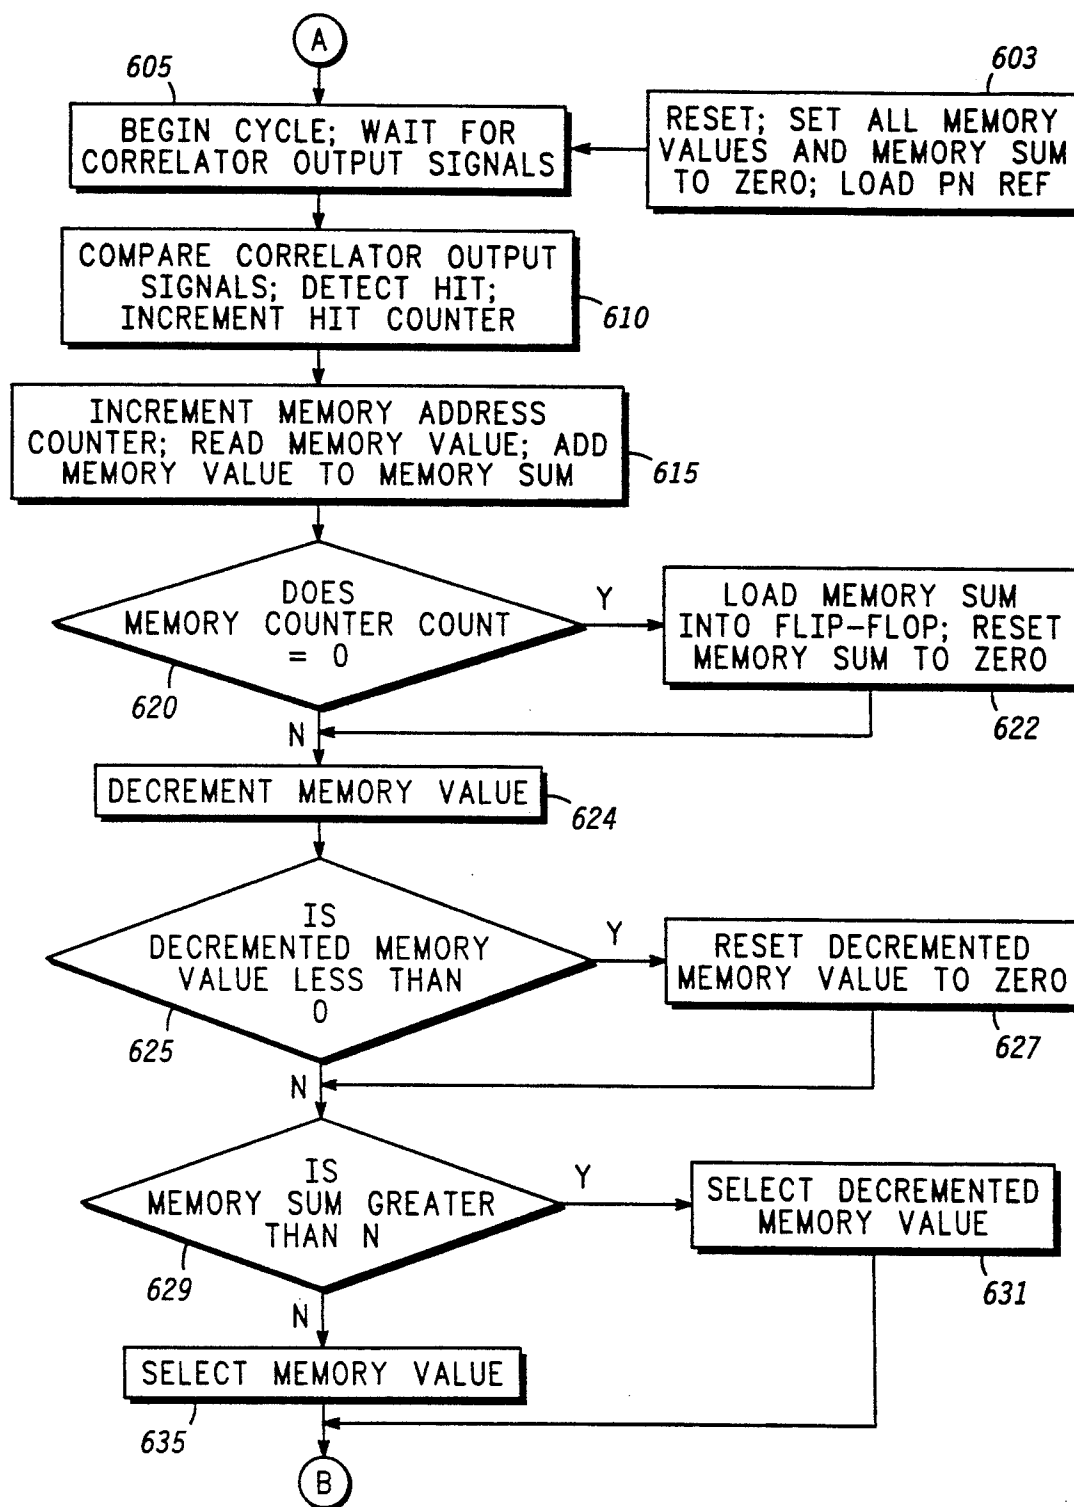 A
605
603
BEGIN CYCLE; WAIT FOR
CORRELATOR OUTPUT SIGNALS
RESET; SET ALL MEMORY
VALUES AND MEMORY SUM
TO ZERO; LOAD PN REF
COMPARE CORRELATOR OUTPUT
SIGNALS; DETECT HIT;
INCREMENT HIT COUNTER
610
INCREMENT MEMORY ADDRESS
COUNTER; READ MEMORY VALUE; ADD
MEMORY VALUE TO MEMORY SUM
615
DOES
MEMORY COUNTER COUNT
= 0
620
Y
N
LOAD MEMORY SUM
INTO FLIP-FLOP; RESET
MEMORY SUM TO ZERO
622
DECREMENT MEMORY VALUE
624
IS
DECREMENTED MEMORY
VALUE LESS THAN
0
625
Y
N
RESET DECREMENTED
MEMORY VALUE TO ZERO
627
IS
MEMORY SUM GREATER
THAN N
629
Y
N
SELECT DECREMENTED
MEMORY VALUE
631
SELECT MEMORY VALUE
635
B